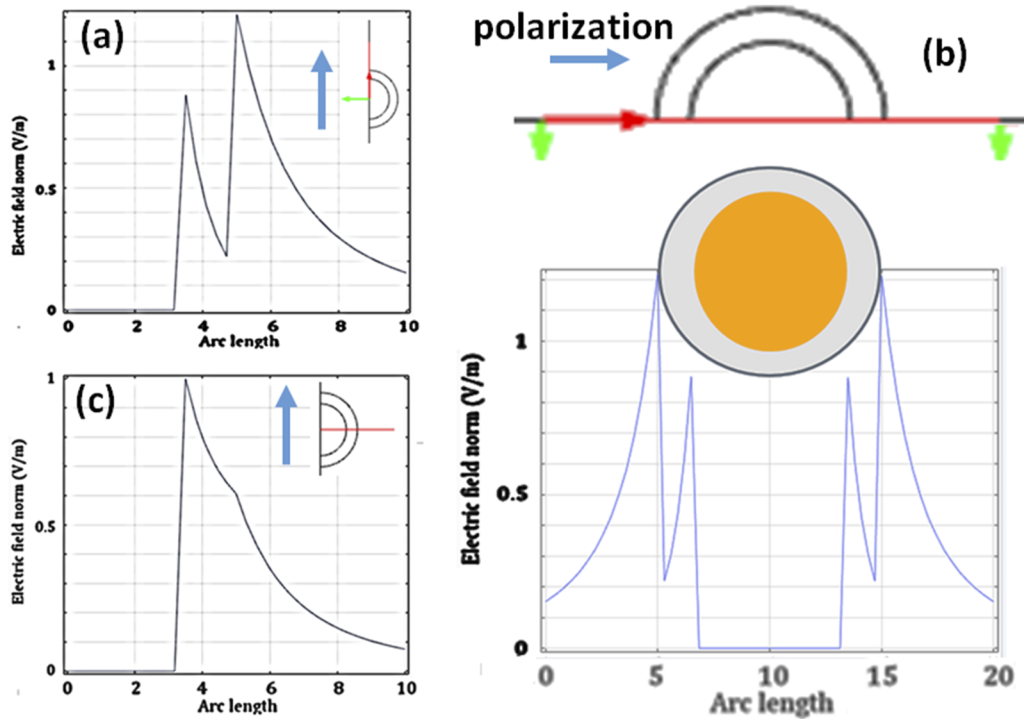 (a)
Electric field norm (V/m)
1
0.5
0
0 2 4 6 8 10
Arc length
polarization
(b)
(c)
Electric field norm (V/m)
1
0.5
0
0 2 4 6 8 10
Arc length
Electric field norm (V/m)
1
0.5
0
0 5 10 15 20
Arc length